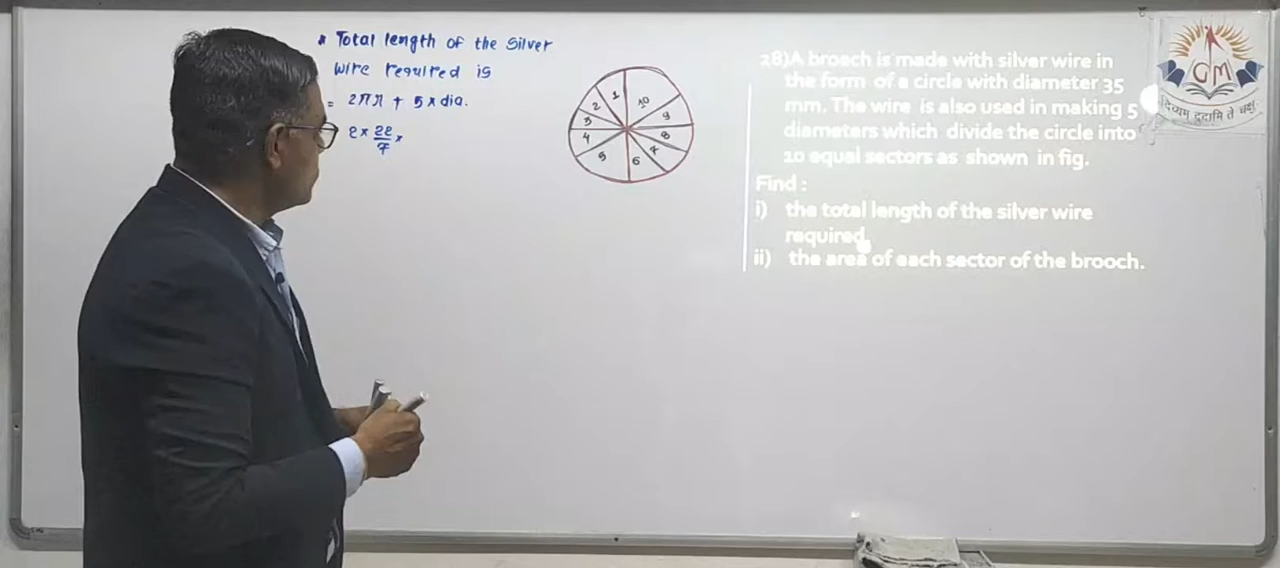 * Total length of the Silver
wire required is
= 2πr + 5 × dia.
2 × 22/7 ×
1
2
3
4
5
6
7
8
9
10
28)A broach is made with silver wire in
the form of a circle with diameter 35
mm. The wire is also used in making 5
diameters which divide the circle into
10 equal sectors as shown in fig.
Find :
i) the total length of the silver wire
required.
ii) the area of each sector of the brooch.
GM
दिव्यम् ददामि ते चक्षुः